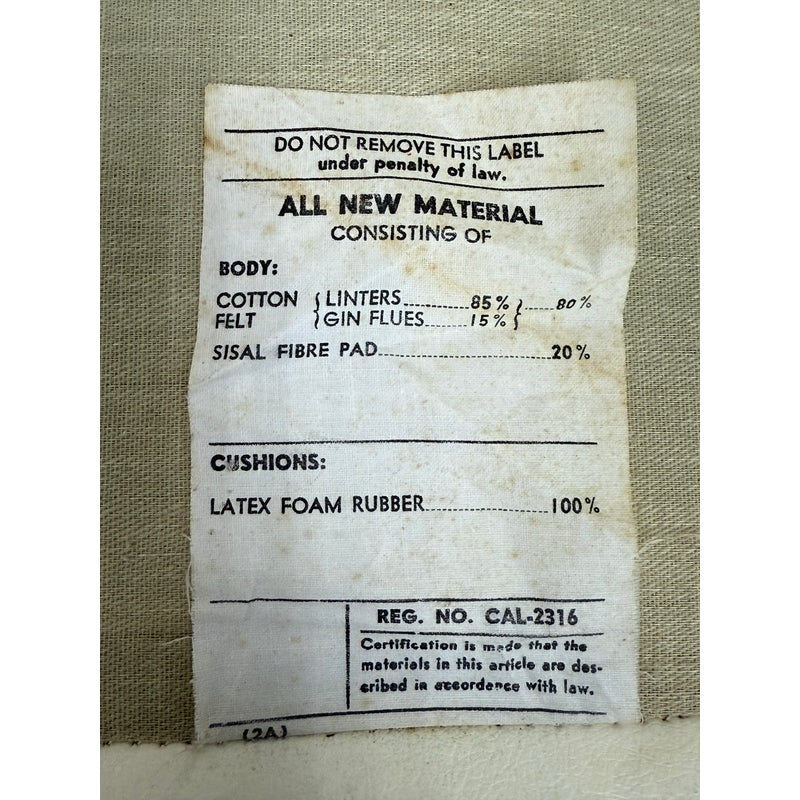 DO NOT REMOVE THIS LABEL
under penalty of law.
ALL NEW MATERIAL
CONSISTING OF
BODY:
COTTON { LINTERS........85% }.....80%
FELT { GIN FLUES.......15% }
SISAL FIBRE PAD..............................20%
CUSHIONS:
LATEX FOAM RUBBER......................100%
REG. NO. CAL-2316
Certification is made that the
materials in this article are des-
cribed in accordance with law.
(2A)